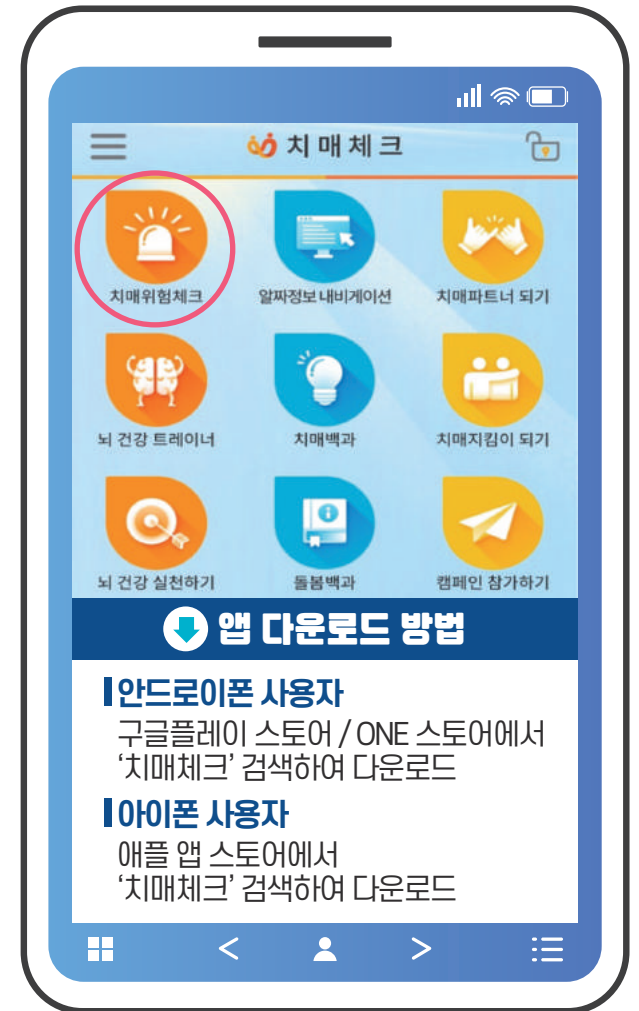 치매체크
치매위험체크
알짜정보 내비게이션
치매파트너 되기
뇌 건강 트레이너
치매백과
치매지킴이 되기
뇌 건강 실천하기
돌봄백과
캠페인 참가하기
앱 다운로드 방법
안드로이폰 사용자
구글플레이 스토어 / ONE 스토어에서
‘치매체크’ 검색하여 다운로드
아이폰 사용자
애플 앱 스토어에서
‘치매체크’ 검색하여 다운로드